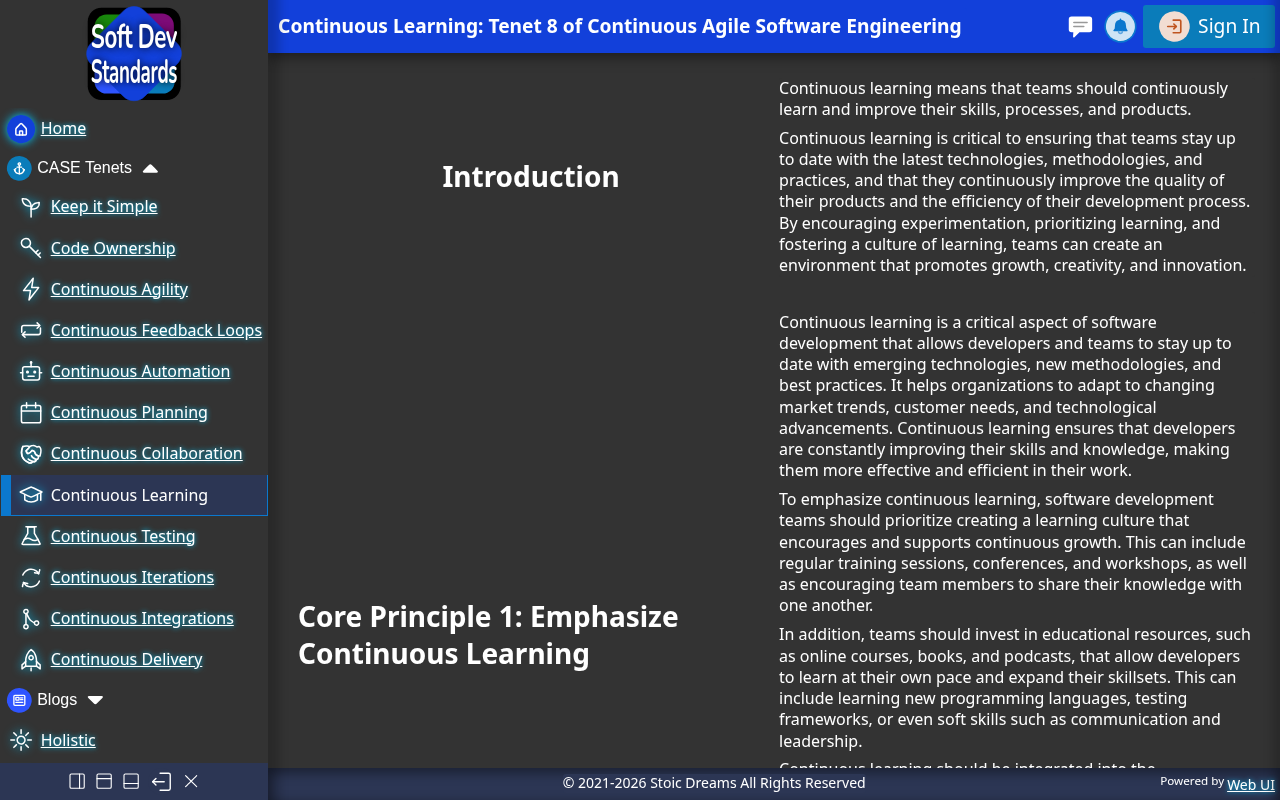 Soft Dev
Standards
Home
CASE Tenets
Keep it Simple
Code Ownership
Continuous Agility
Continuous Feedback Loops
Continuous Automation
Continuous Planning
Continuous Collaboration
Continuous Learning
Continuous Testing
Continuous Iterations
Continuous Integrations
Continuous Delivery
Blogs
Holistic
Continuous Learning: Tenet 8 of Continuous Agile Software Engineering
Sign In
Introduction
Continuous learning means that teams should continuously
learn and improve their skills, processes, and products.
Continuous learning is critical to ensuring that teams stay up
to date with the latest technologies, methodologies, and
practices, and that they continuously improve the quality of
their products and the efficiency of their development process.
By encouraging experimentation, prioritizing learning, and
fostering a culture of learning, teams can create an
environment that promotes growth, creativity, and innovation.
Core Principle 1: Emphasize
Continuous Learning
Continuous learning is a critical aspect of software
development that allows developers and teams to stay up to
date with emerging technologies, new methodologies, and
best practices. It helps organizations to adapt to changing
market trends, customer needs, and technological
advancements. Continuous learning ensures that developers
are constantly improving their skills and knowledge, making
them more effective and efficient in their work.
To emphasize continuous learning, software development
teams should prioritize creating a learning culture that
encourages and supports continuous growth. This can include
regular training sessions, conferences, and workshops, as well
as encouraging team members to share their knowledge with
one another.
In addition, teams should invest in educational resources, such
as online courses, books, and podcasts, that allow developers
to learn at their own pace and expand their skillsets. This can
include learning new programming languages, testing
frameworks, or even soft skills such as communication and
leadership.
Continuous learning should be integrated into the
© 2021-2026 Stoic Dreams All Rights Reserved
Powered by Web UI